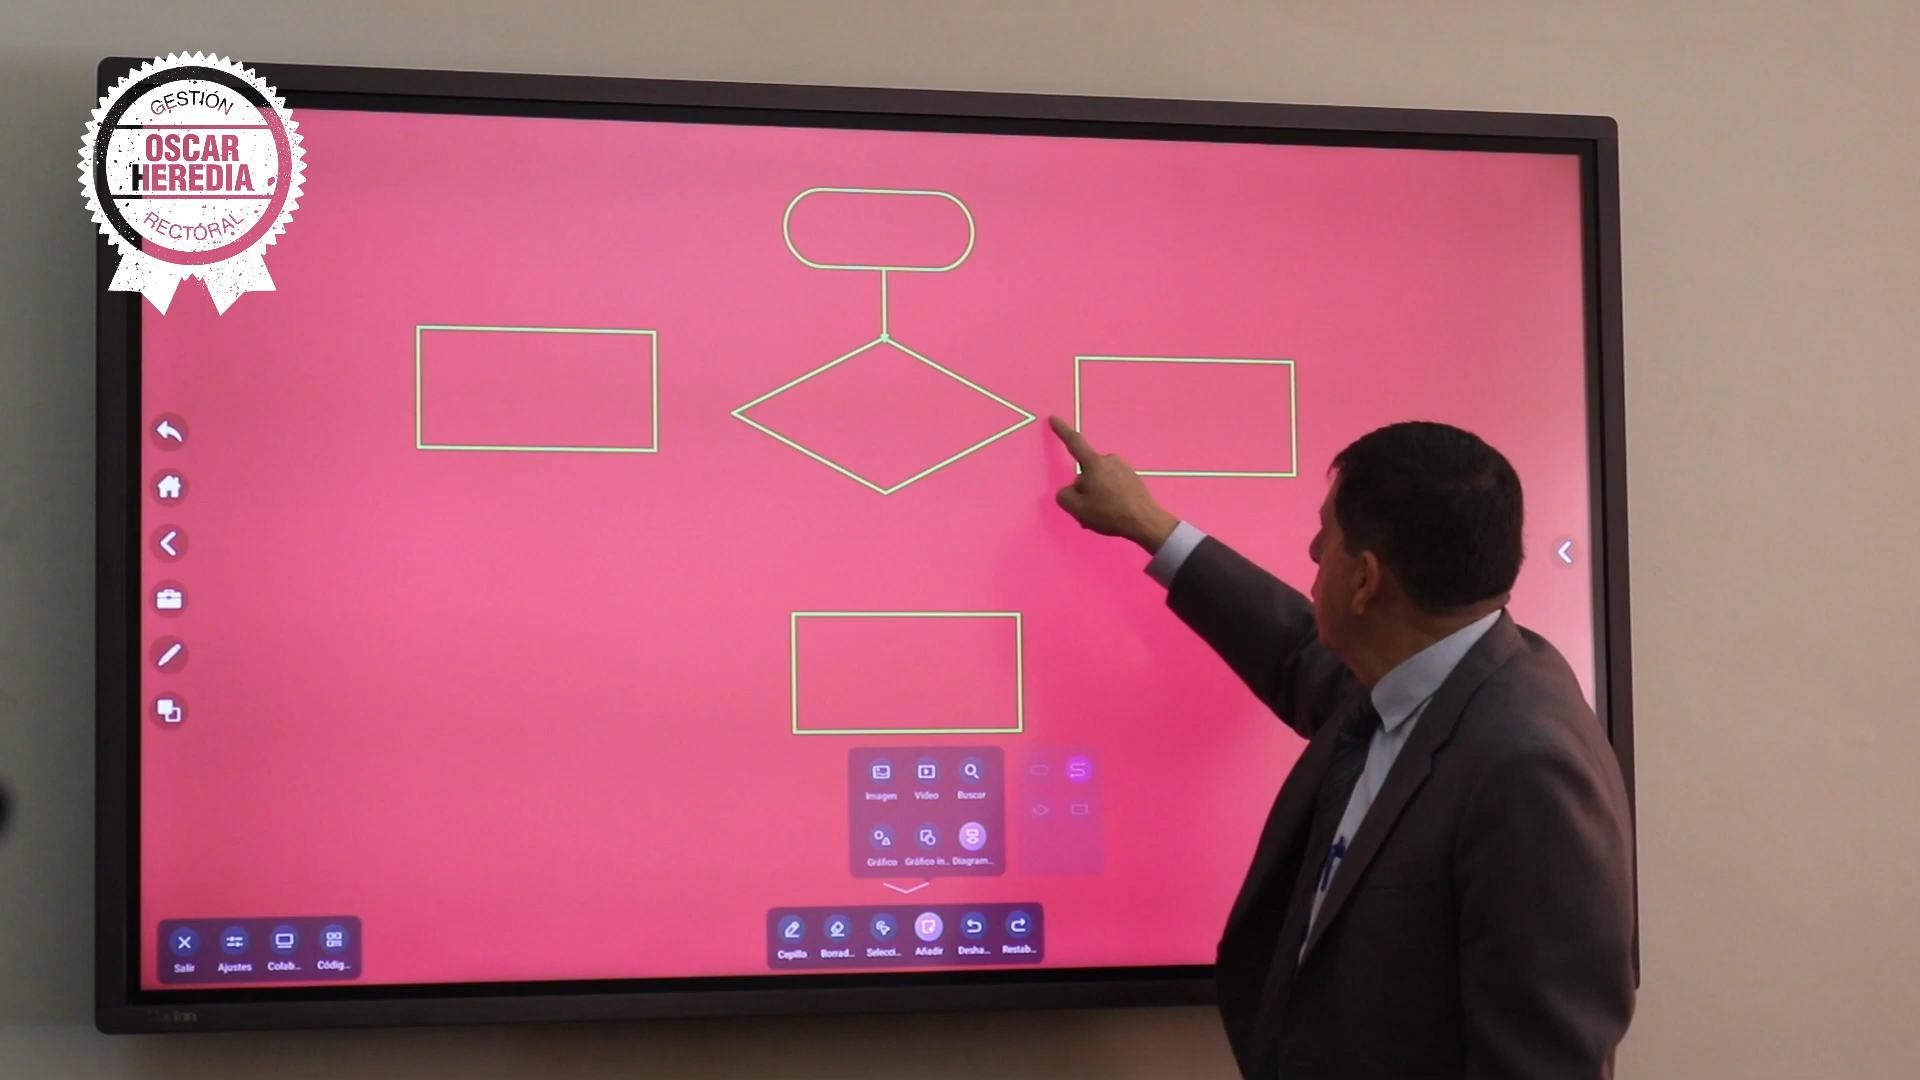 GESTIÓN
OSCAR
HEREDIA
RECTORAL
Imagen Video Buscar
Gráfico Gráfico in... Diagram...
Salir Ajustes Colab... Códig...
Cepillo Borrad... Selecci... Añadir Desha... Restab...